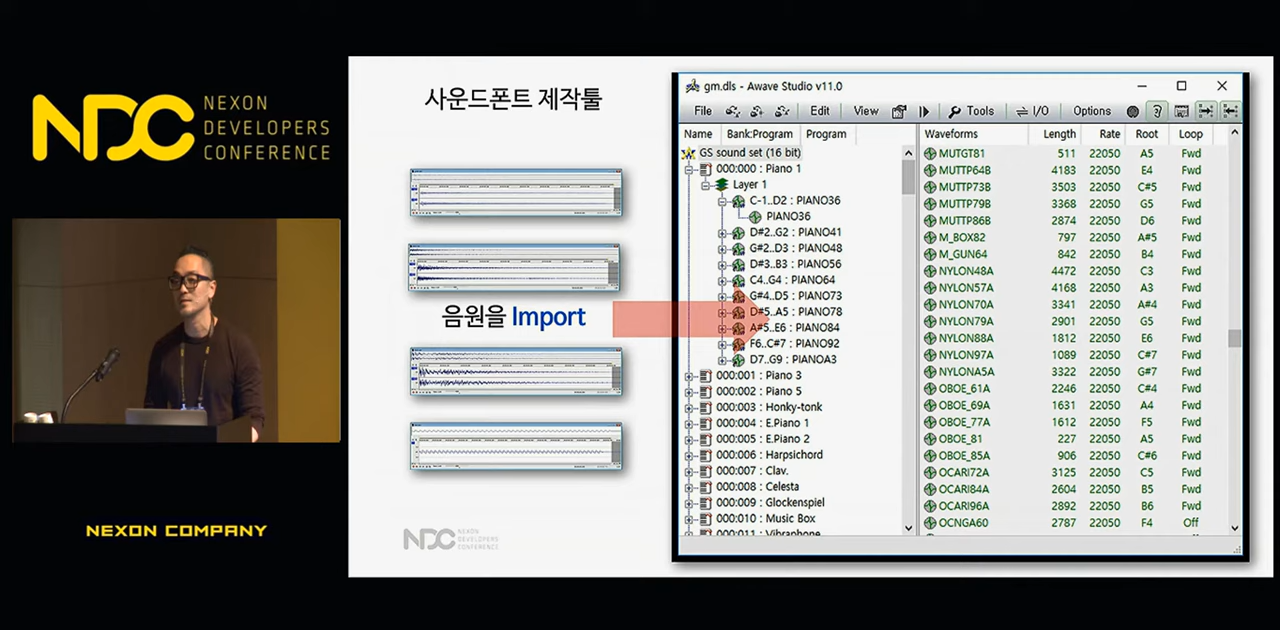 NDC
NEXON
DEVELOPERS
CONFERENCE
NEXON COMPANY
사운드폰트 제작툴
음원을 Import
NDC
NEXON
DEVELOPERS
CONFERENCE
gm.dls - Awave Studio v11.0
File Edit View Tools I/O Options
Name Bank:Program Program
GS sound set (16 bit)
000:000 : Piano 1
Layer 1
C-1..D2 : PIANO36
PIANO36
D#2..G2 : PIANO41
G#2..D3 : PIANO48
D#3..B3 : PIANO56
C4..G4 : PIANO64
G#4..D5 : PIANO73
D#5..A5 : PIANO78
A#5..E6 : PIANO84
F6..C#7 : PIANO92
D7..G9 : PIANOA3
000:001 : Piano 3
000:002 : Piano 5
000:003 : Honky-tonk
000:004 : E.Piano 1
000:005 : E.Piano 2
000:006 : Harpsichord
000:007 : Clav.
000:008 : Celesta
000:009 : Glockenspiel
000:010 : Music Box
000:011 : Vibraphone
Waveforms Length Rate Root Loop
MUTGT81 511 22050 A5 Fwd
MUTTP64B 4183 22050 E4 Fwd
MUTTP73B 3503 22050 C#5 Fwd
MUTTP79B 3368 22050 G5 Fwd
MUTTP86B 2874 22050 D6 Fwd
M_BOX82 797 22050 A#5 Fwd
M_GUN64 842 22050 B4 Fwd
NYLON48A 4472 22050 C3 Fwd
NYLON57A 4168 22050 A3 Fwd
NYLON70A 3341 22050 A#4 Fwd
NYLON79A 2901 22050 G5 Fwd
NYLON88A 1812 22050 E6 Fwd
NYLON97A 1089 22050 C#7 Fwd
NYLONA5A 3322 22050 G#7 Fwd
OBOE_61A 2246 22050 C#4 Fwd
OBOE_69A 1631 22050 A4 Fwd
OBOE_77A 1612 22050 F5 Fwd
OBOE_81 227 22050 A5 Fwd
OBOE_85A 906 22050 C#6 Fwd
OCARI72A 3125 22050 C5 Fwd
OCARI84A 2604 22050 B5 Fwd
OCARI96A 2892 22050 B6 Fwd
OCNGA60 2787 22050 F4 Off